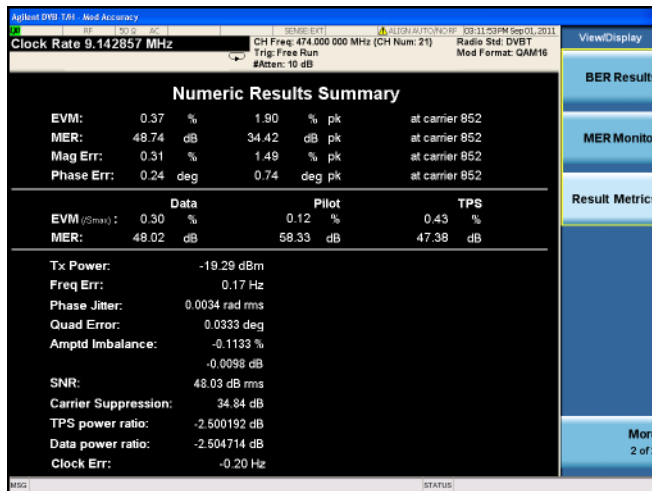 Agilent DVB-T/H - Mod Accuracy
RF 50 Ω AC SENSE:EXT ALIGN AUTO/NO RF 03:11:53 PM Sep 01, 2011
Clock Rate 9.142857 MHz
CH Freq: 474.000 000 MHz (CH Num: 21) Radio Std: DVBT
Trig: Free Run Mod Format: QAM16
#Atten: 10 dB
View/Display
BER Result
MER Monito
Result Metric
Mor
2 of
Numeric Results Summary
EVM: 0.37 % 1.90 % pk at carrier 852
MER: 48.74 dB 34.42 dB pk at carrier 852
Mag Err: 0.31 % 1.49 % pk at carrier 852
Phase Err: 0.24 deg 0.74 deg pk at carrier 852
Data Pilot TPS
EVM (/Smax) : 0.30 % 0.12 % 0.43 %
MER: 48.02 dB 58.33 dB 47.38 dB
Tx Power: -19.29 dBm
Freq Err: 0.17 Hz
Phase Jitter: 0.0034 rad rms
Quad Error: 0.0333 deg
Amptd Imbalance: -0.1133 %
-0.0098 dB
SNR: 48.03 dB rms
Carrier Suppression: 34.84 dB
TPS power ratio: -2.500192 dB
Data power ratio: -2.504714 dB
Clock Err: -0.20 Hz
MSG STATUS